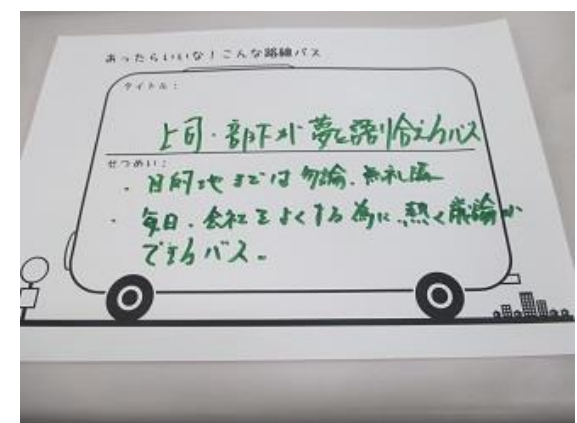 あったらいいな！こんな路線バス
タイトル：
上司・部下が夢を語り合えるバス
せつめい：
・目的地までは勿論、無礼講
・毎日、会社をよくする為に、熱く議論が
できるバス。